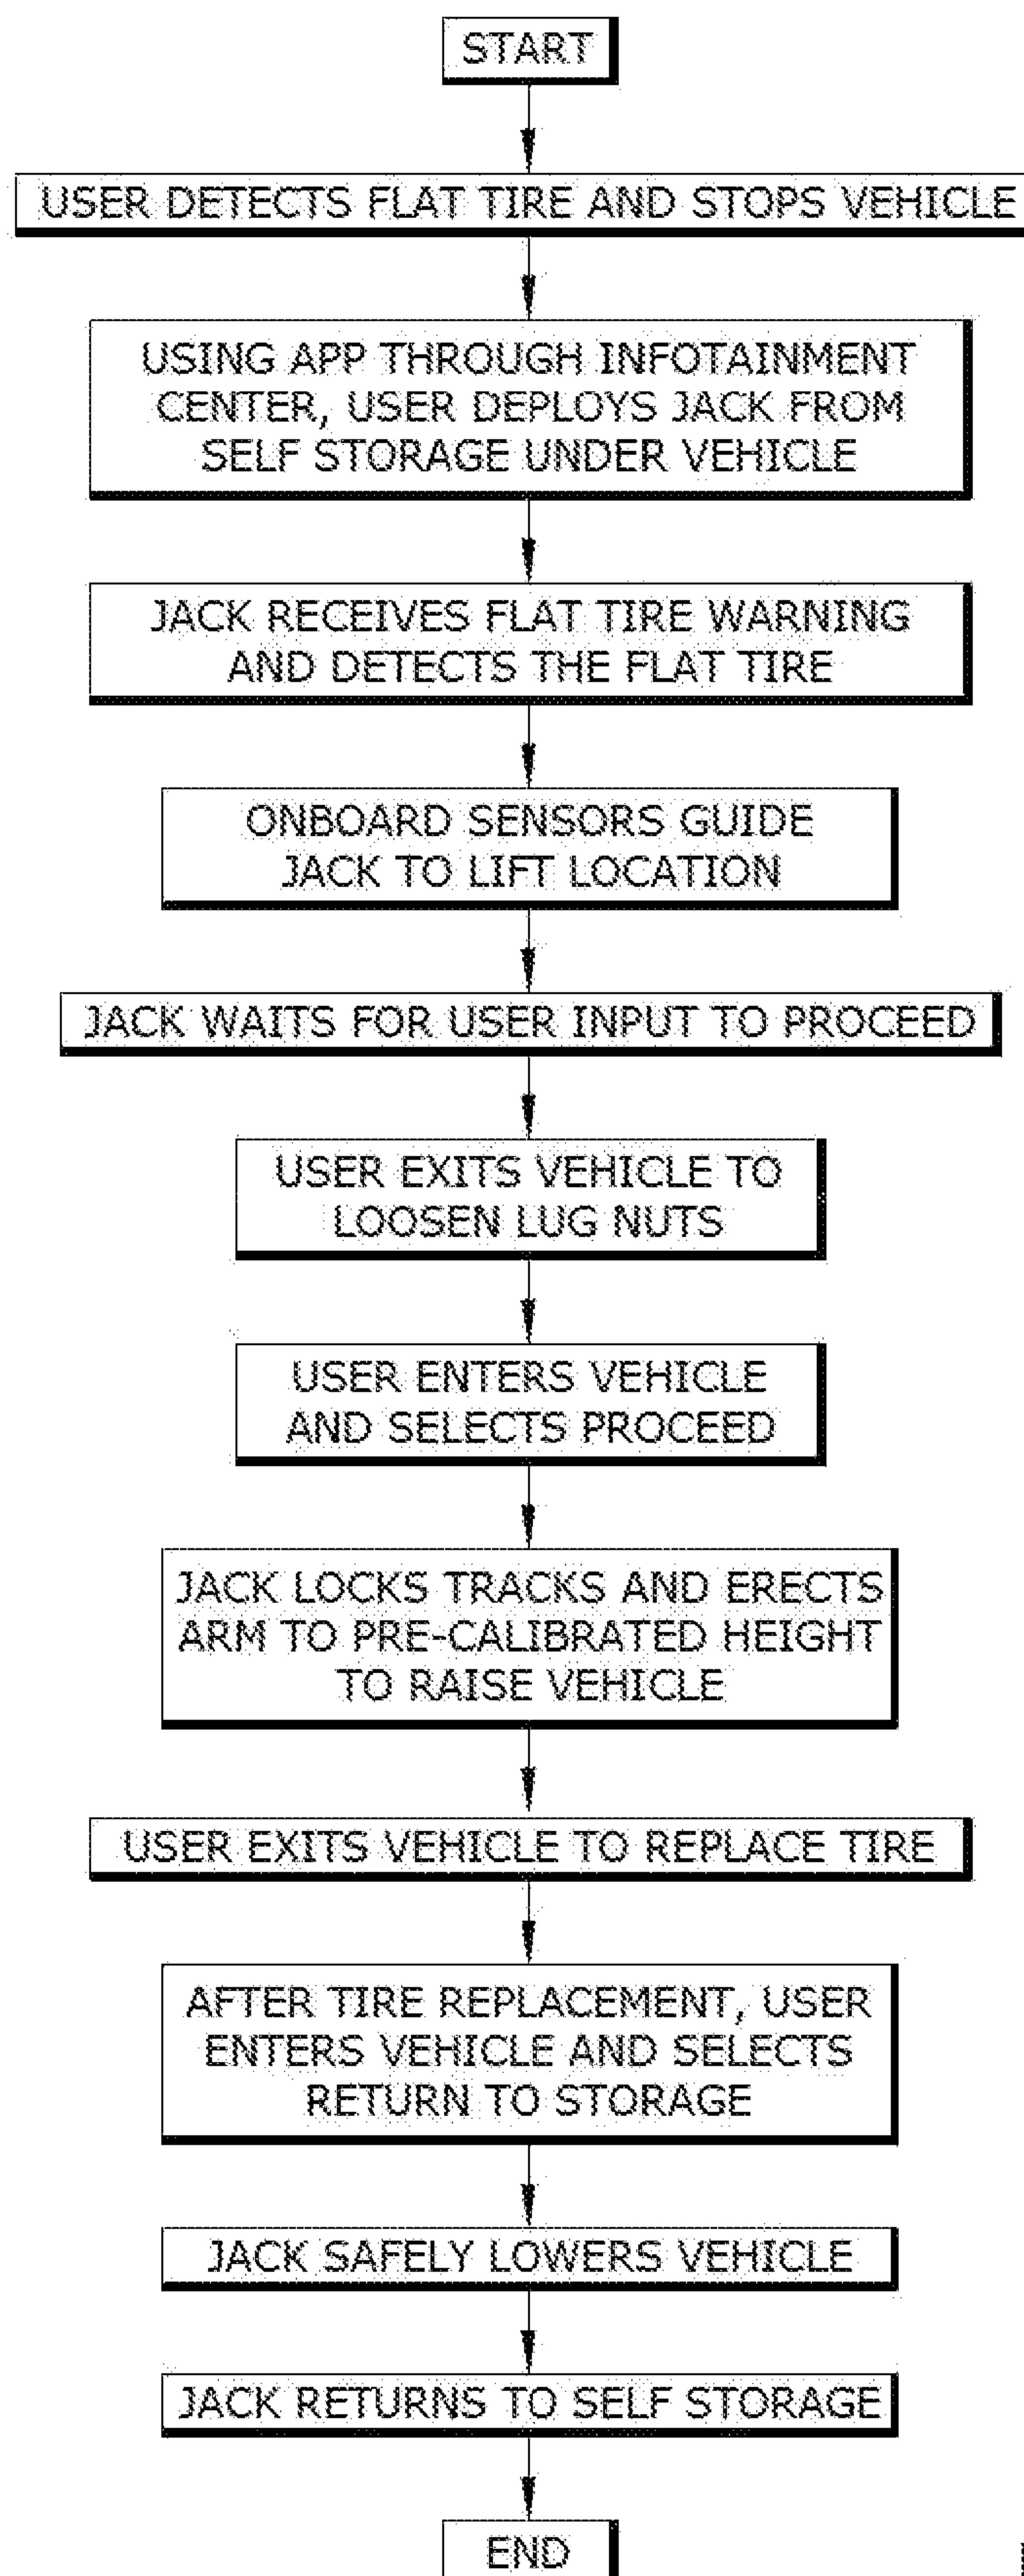 START
USER DETECTS FLAT TIRE AND STOPS VEHICLE
USING APP THROUGH INFOTAINMENT
CENTER, USER DEPLOYS JACK FROM
SELF STORAGE UNDER VEHICLE
JACK RECEIVES FLAT TIRE WARNING
AND DETECTS THE FLAT TIRE
ONBOARD SENSORS GUIDE
JACK TO LIFT LOCATION
JACK WAITS FOR USER INPUT TO PROCEED
USER EXITS VEHICLE TO
LOOSEN LUG NUTS
USER ENTERS VEHICLE
AND SELECTS PROCEED
JACK LOCKS TRACKS AND ERECTS
ARM TO PRE-CALIBRATED HEIGHT
TO RAISE VEHICLE
USER EXITS VEHICLE TO REPLACE TIRE
AFTER TIRE REPLACEMENT, USER
ENTERS VEHICLE AND SELECTS
RETURN TO STORAGE
JACK SAFELY LOWERS VEHICLE
JACK RETURNS TO SELF STORAGE
END